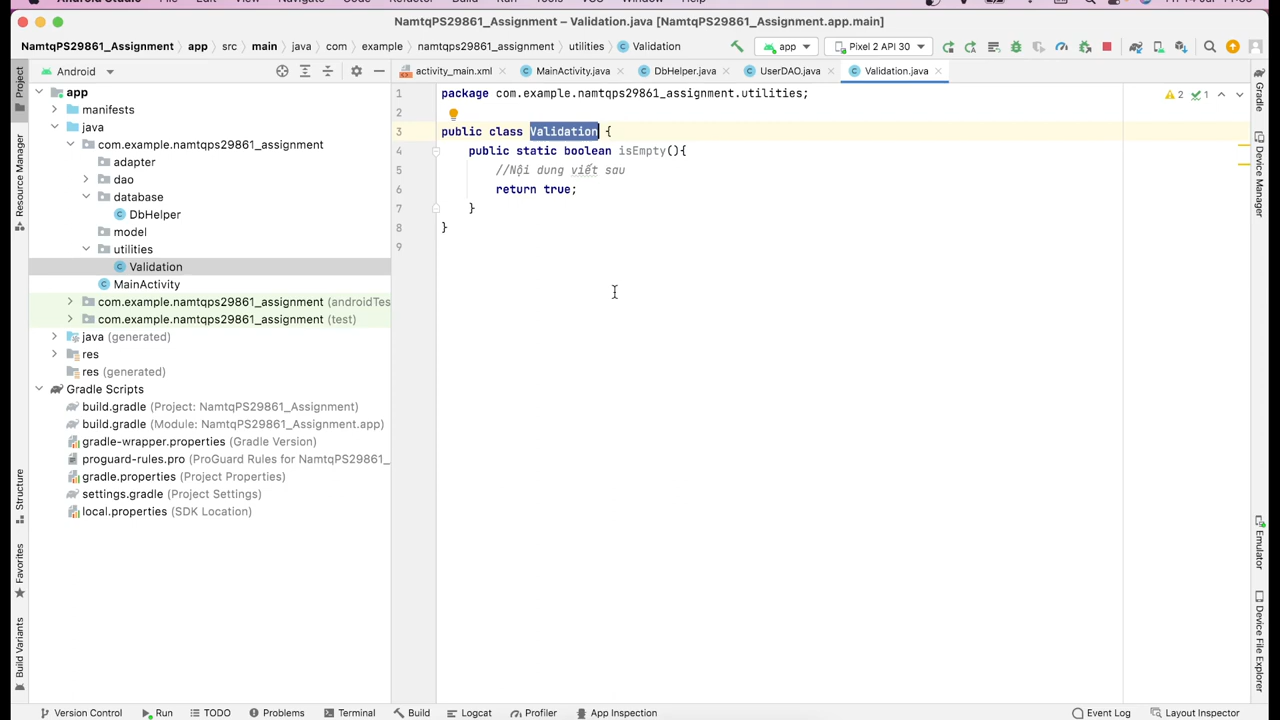 NamtqPS29861_Assignment – Validation.java [NamtqPS29861_Assignment.app.main]
NamtqPS29861_Assignment app src main java com example namtqps29861_assignment utilities Validation
app Pixel 2 API 30
Project
Resource Manager
Structure
Favorites
Build Variants
Android
activity_main.xml MainActivity.java DbHelper.java UserDAO.java Validation.java
app
manifests
java
com.example.namtqps29861_assignment
adapter
dao
database
DbHelper
model
utilities
Validation
MainActivity
com.example.namtqps29861_assignment (androidTes
com.example.namtqps29861_assignment (test)
java (generated)
res
res (generated)
Gradle Scripts
build.gradle (Project: NamtqPS29861_Assignment)
build.gradle (Module: NamtqPS29861_Assignment.app)
gradle-wrapper.properties (Gradle Version)
proguard-rules.pro (ProGuard Rules for NamtqPS29861_
gradle.properties (Project Properties)
settings.gradle (Project Settings)
local.properties (SDK Location)
1 package com.example.namtqps29861_assignment.utilities;
2
3 public class Validation {
4 public static boolean isEmpty(){
5 //Nội dung viết sau
6 return true;
7 }
8 }
9
2 1
Gradle
Device Manager
Emulator
Device File Explorer
Version Control Run TODO Problems Terminal Build Logcat Profiler App Inspection Event Log Layout Inspector